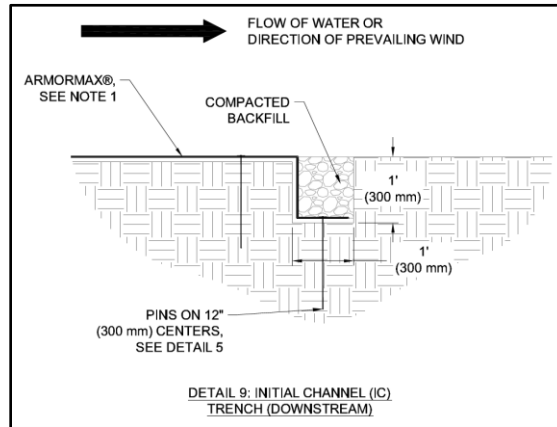 FLOW OF WATER OR
DIRECTION OF PREVAILING WIND
ARMORMAX®,
SEE NOTE 1
COMPACTED
BACKFILL
1'
(300 mm)
1'
(300 mm)
PINS ON 12"
(300 mm) CENTERS,
SEE DETAIL 5
DETAIL 9: INITIAL CHANNEL (IC)
TRENCH (DOWNSTREAM)